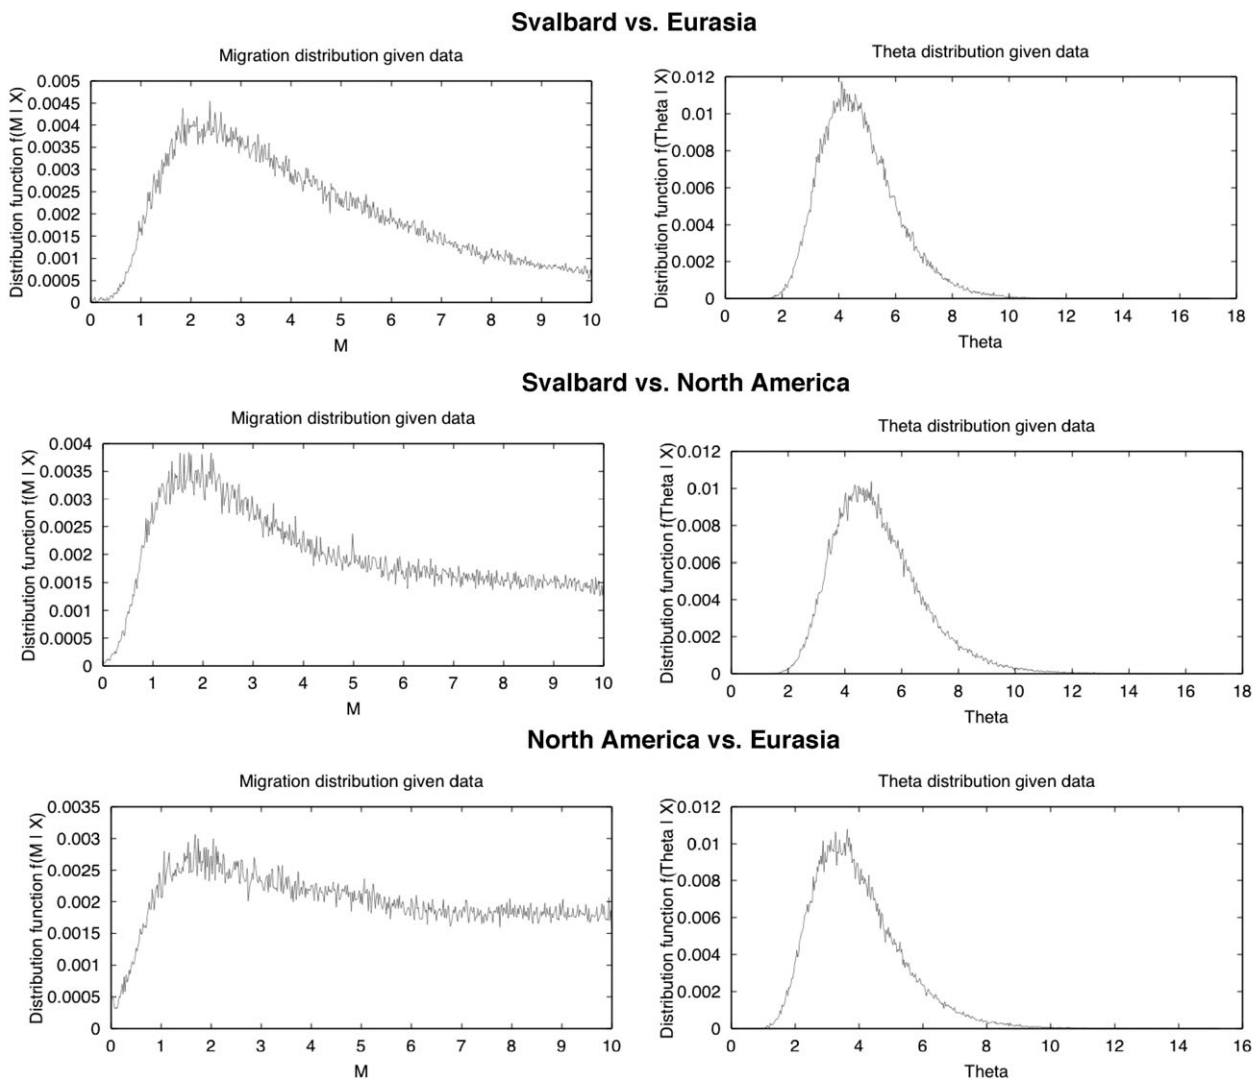 Svalbard vs. Eurasia
Migration distribution given data
Distribution function f(M | X)
0.005
0.0045
0.004
0.0035
0.003
0.0025
0.002
0.0015
0.001
0.0005
0
0 1 2 3 4 5 6 7 8 9 10
M
Theta distribution given data
Distribution function f(Theta | X)
0.012
0.01
0.008
0.006
0.004
0.002
0
0 2 4 6 8 10 12 14 16 18
Theta
Svalbard vs. North America
Migration distribution given data
Distribution function f(M | X)
0.004
0.0035
0.003
0.0025
0.002
0.0015
0.001
0.0005
0
0 1 2 3 4 5 6 7 8 9 10
M
Theta distribution given data
Distribution function f(Theta | X)
0.012
0.01
0.008
0.006
0.004
0.002
0
0 2 4 6 8 10 12 14 16 18
Theta
North America vs. Eurasia
Migration distribution given data
Distribution function f(M | X)
0.0035
0.003
0.0025
0.002
0.0015
0.001
0.0005
0
0 1 2 3 4 5 6 7 8 9 10
M
Theta distribution given data
Distribution function f(Theta | X)
0.012
0.01
0.008
0.006
0.004
0.002
0
0 2 4 6 8 10 12 14 16
Theta